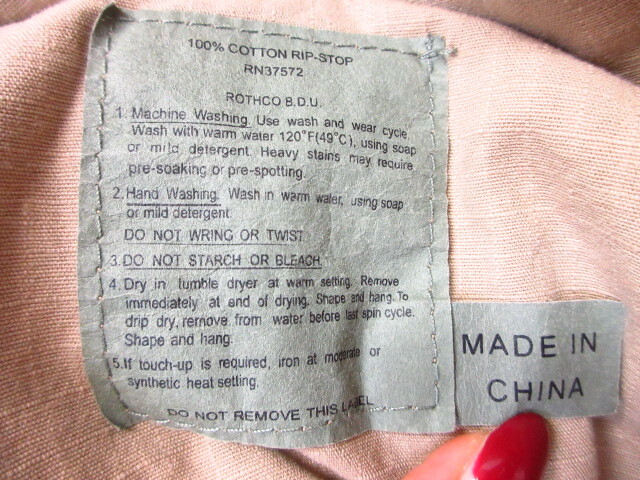 100% COTTON RIP-STOP
RN37572
ROTHCO B.D.U.
1. Machine Washing. Use wash and wear cycle.
Wash with warm water 120°F(49°C), using soap
or mild detergent. Heavy stains may require
pre-soaking or pre-spotting.
2. Hand Washing. Wash in warm water, using soap
or mild detergent.
DO NOT WRING OR TWIST.
3. DO NOT STARCH OR BLEACH.
4. Dry in tumble dryer at warm setting. Remove
immediately at end of drying. Shape and hang. To
drip dry, remove from water before last spin cycle.
Shape and hang.
5.If touch-up is required, iron at moderate or
synthetic heat setting.
DO NOT REMOVE THIS LABEL
MADE IN
CHINA